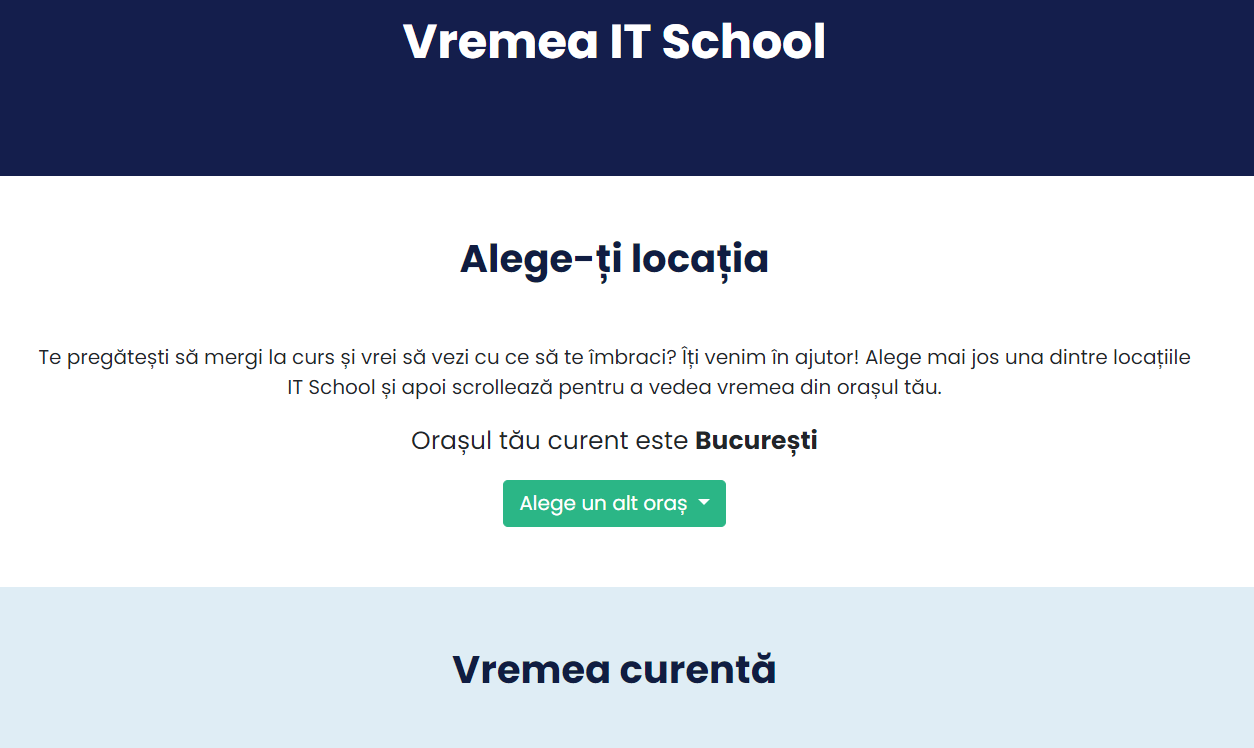 Vremea IT School
Alege-ți locația
Te pregătești să mergi la curs și vrei să vezi cu ce să te îmbraci? Îți venim în ajutor! Alege mai jos una dintre locațiile
IT School și apoi scrollează pentru a vedea vremea din orașul tău.
Orașul tău curent este București
Alege un alt oraș
Vremea curentă